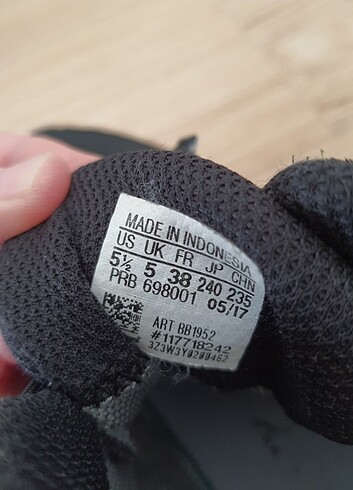 MADE IN INDONESIA
US UK FR JP CHN
5½ 5 38 240 235
PRB 698001 05/17
ART BB1952
#117718242
3Z3W3Y0200462